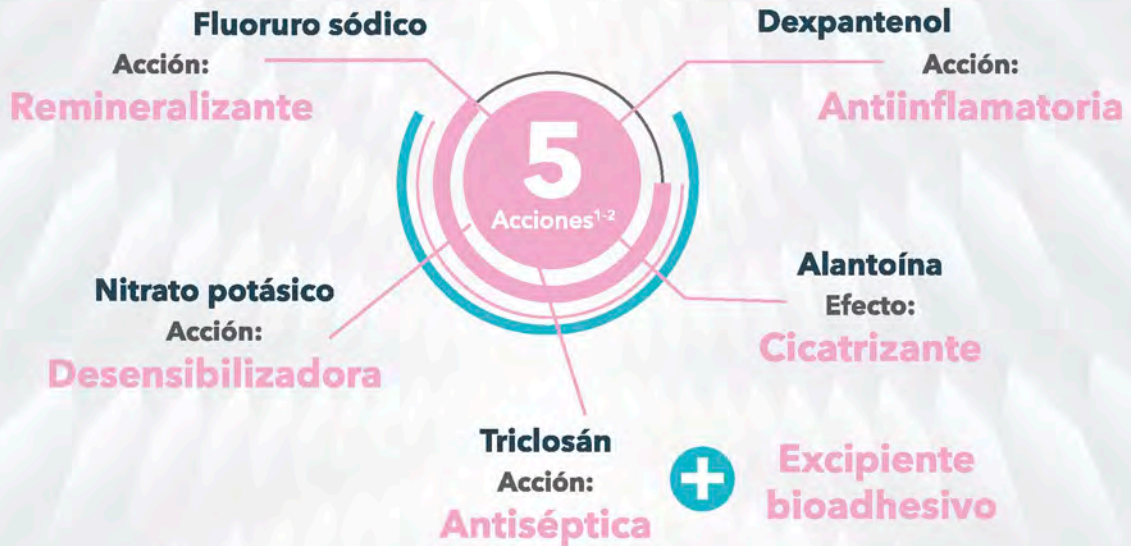 Fluoruro sódico
Acción:
Remineralizante
Dexpantenol
Acción:
Antiinflamatoria
5
Acciones¹⁻²
Nitrato potásico
Acción:
Desensibilizadora
Alantoína
Efecto:
Cicatrizante
Triclosán
Acción:
Antiséptica
+
Excipiente
bioadhesivo